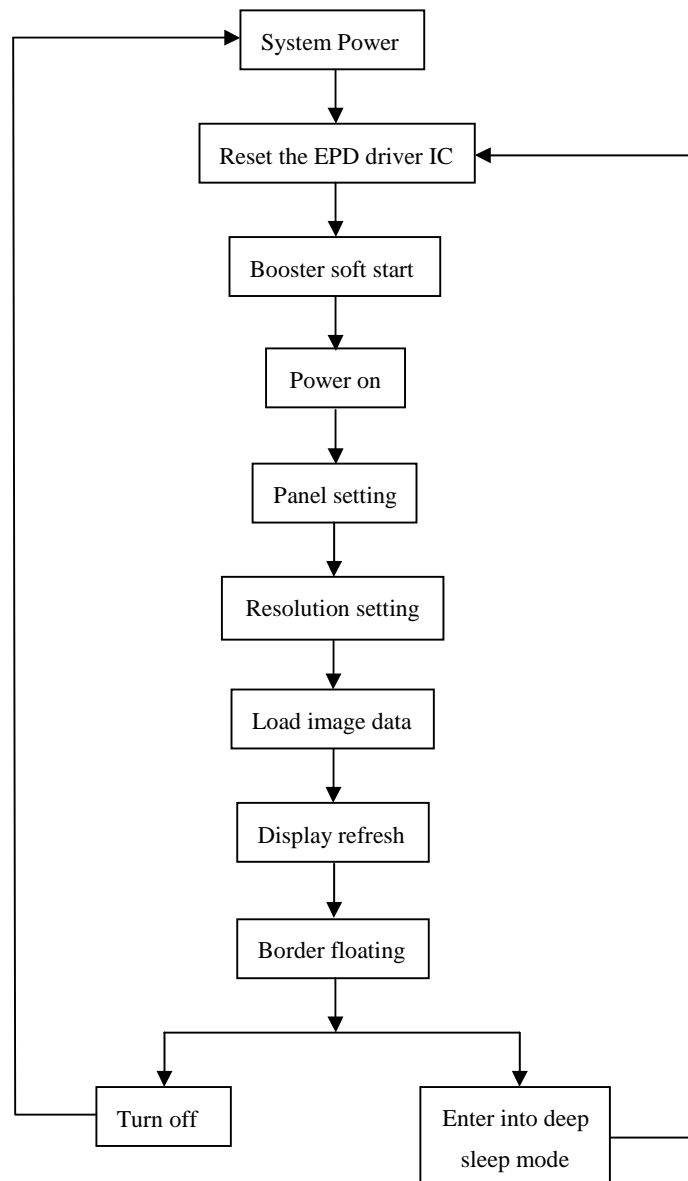 System Power
Reset the EPD driver IC
Booster soft start
Power on
Panel setting
Resolution setting
Load image data
Display refresh
Border floating
Turn off
Enter into deep
sleep mode